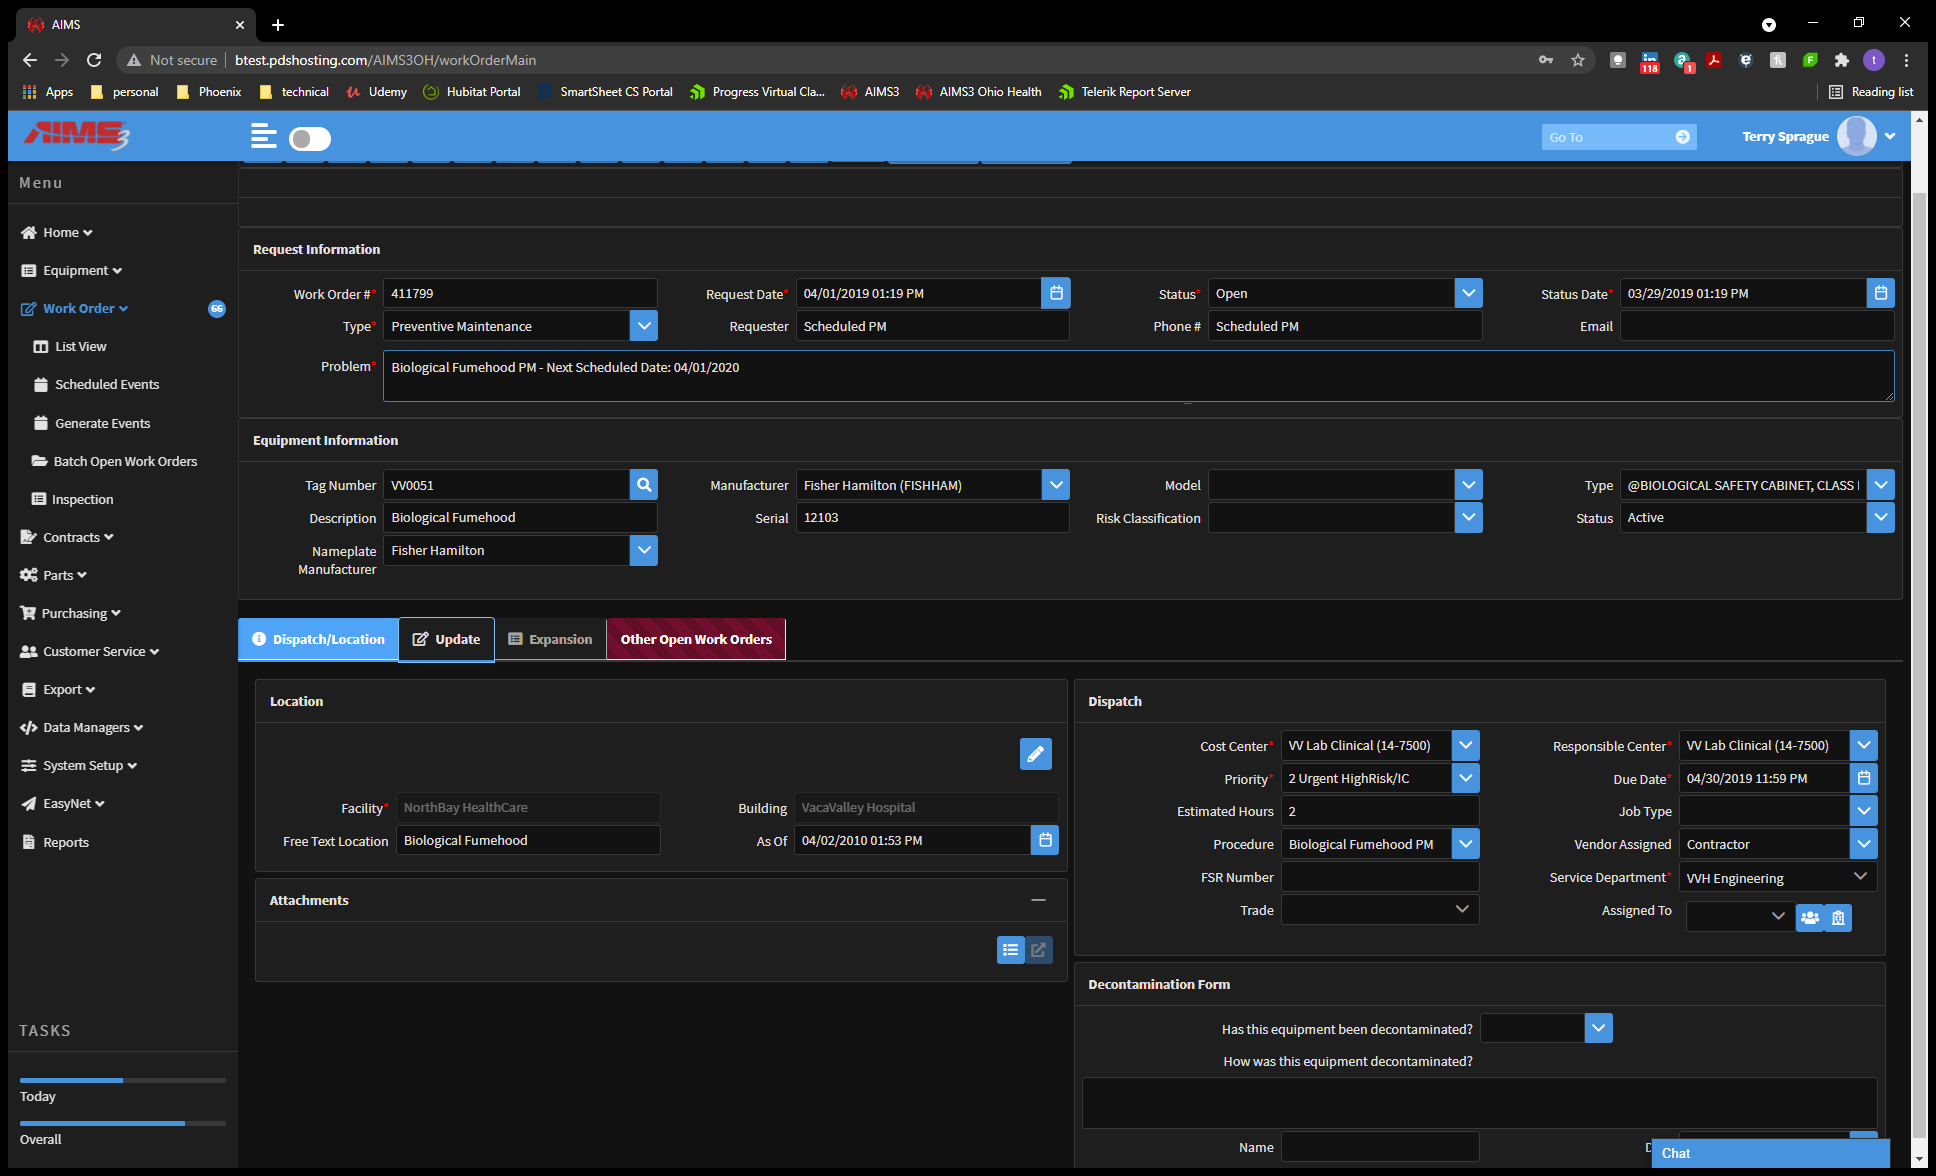 AIMS
Not secure | btest.pdshosting.com/AIMS3OH/workOrderMain
118
1
t
Apps personal Phoenix technical Udemy Hubitat Portal SmartSheet CS Portal Progress Virtual Cla... AIMS3 AIMS3 Ohio Health Telerik Report Server Reading list
AIMS3 Go To Terry Sprague
Menu
Home
Equipment
Work Order 66
List View
Scheduled Events
Generate Events
Batch Open Work Orders
Inspection
Contracts
Parts
Purchasing
Customer Service
Export
Data Managers
System Setup
EasyNet
Reports
TASKS
Today
Overall
Request Information
Work Order #* 411799 Request Date* 04/01/2019 01:19 PM Status* Open Status Date* 03/29/2019 01:19 PM
Type* Preventive Maintenance Requester Scheduled PM Phone # Scheduled PM Email
Problem* Biological Fumehood PM - Next Scheduled Date: 04/01/2020
Equipment Information
Tag Number VV0051 Manufacturer Fisher Hamilton (FISHHAM) Model Type @BIOLOGICAL SAFETY CABINET, CLASS
Description Biological Fumehood Serial 12103 Risk Classification Status Active
Nameplate Manufacturer Fisher Hamilton
Dispatch/Location Update Expansion Other Open Work Orders
Location
Facility* NorthBay HealthCare Building VacaValley Hospital
Free Text Location Biological Fumehood As Of 04/02/2010 01:53 PM
Attachments
Dispatch
Cost Center* VV Lab Clinical (14-7500) Responsible Center* VV Lab Clinical (14-7500)
Priority* 2 Urgent HighRisk/IC Due Date* 04/30/2019 11:59 PM
Estimated Hours 2 Job Type
Procedure Biological Fumehood PM Vendor Assigned Contractor
FSR Number Service Department* VVH Engineering
Trade Assigned To
Decontamination Form
Has this equipment been decontaminated?
How was this equipment decontaminated?
Name
Chat